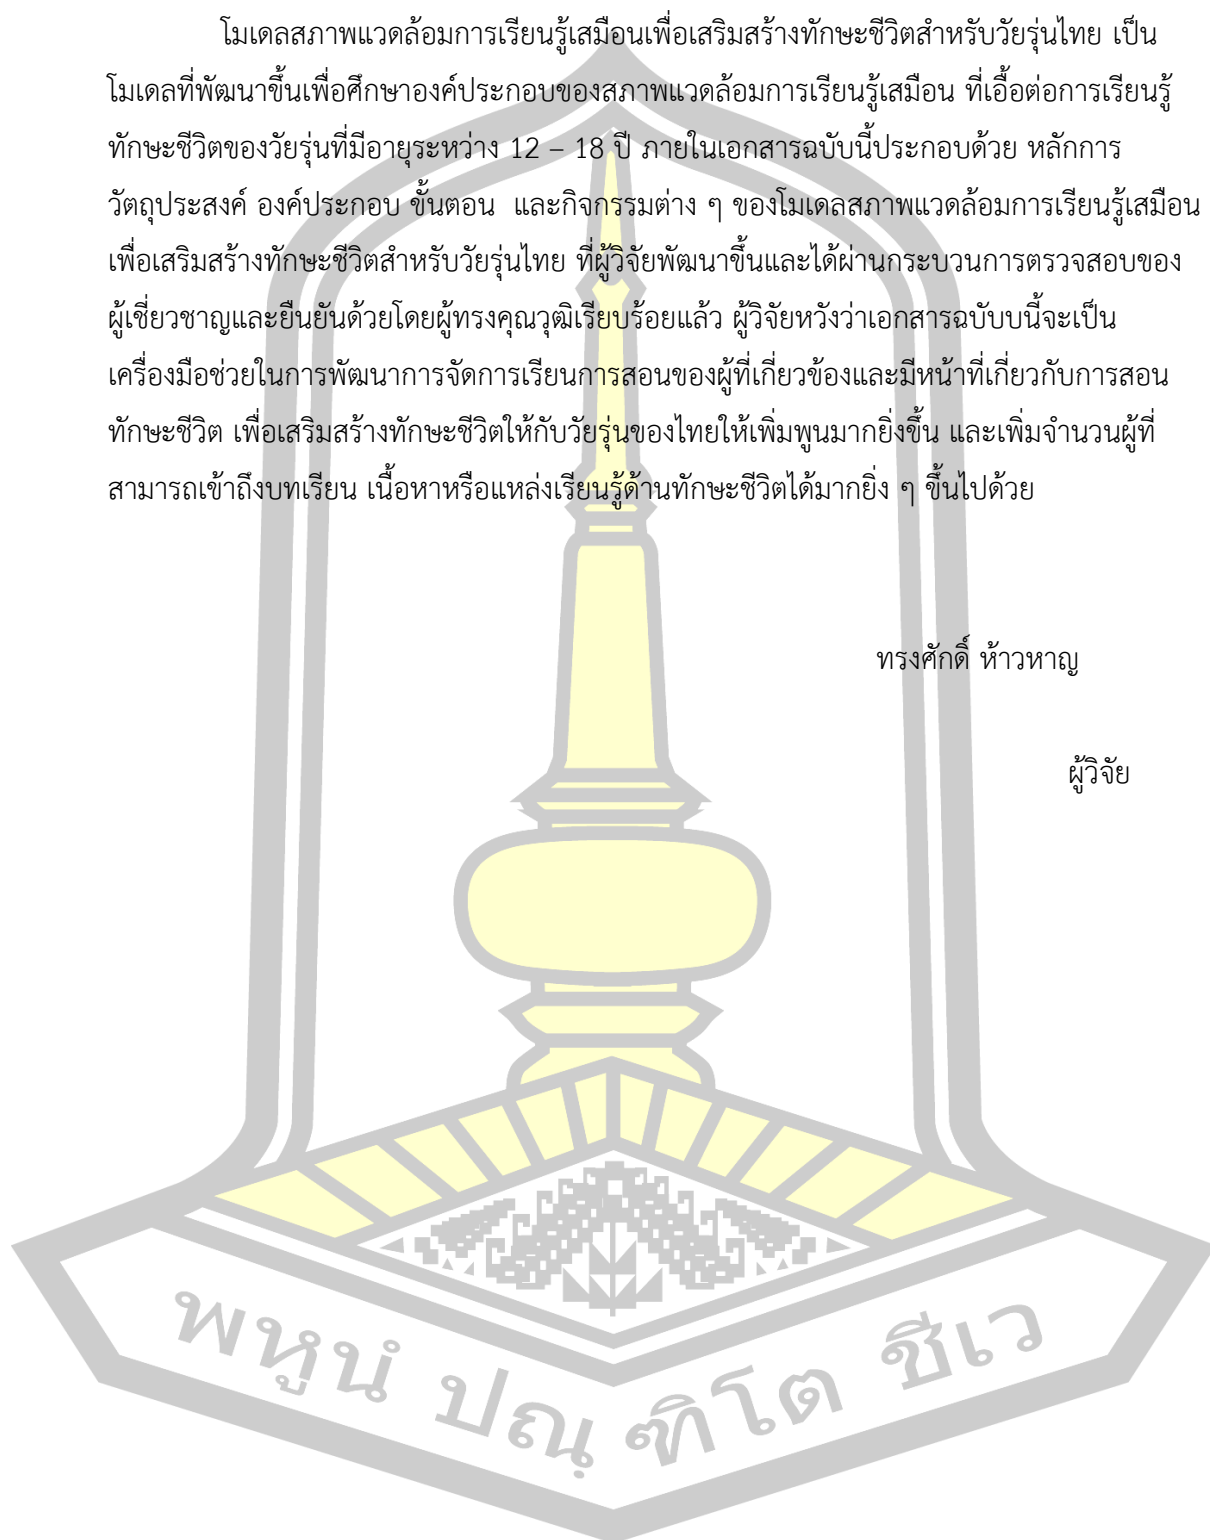 โมเดลสภาพแวดล้อมการเรียนรู้เสมือนเพื่อเสริมสร้างทักษะชีวิตสำหรับวัยรุ่นไทย เป็น
โมเดลที่พัฒนาขึ้นเพื่อศึกษาองค์ประกอบของสภาพแวดล้อมการเรียนรู้เสมือน ที่เอื้อต่อการเรียนรู้
ทักษะชีวิตของวัยรุ่นที่มีอายุระหว่าง 12 – 18 ปี ภายในเอกสารฉบับนี้ประกอบด้วย หลักการ
วัตถุประสงค์ องค์ประกอบ ขั้นตอน และกิจกรรมต่าง ๆ ของโมเดลสภาพแวดล้อมการเรียนรู้เสมือน
เพื่อเสริมสร้างทักษะชีวิตสำหรับวัยรุ่นไทย ที่ผู้วิจัยพัฒนาขึ้นและได้ผ่านกระบวนการตรวจสอบของ
ผู้เชี่ยวชาญและยืนยันด้วยโดยผู้ทรงคุณวุฒิเรียบร้อยแล้ว ผู้วิจัยหวังว่าเอกสารฉบับบนี้จะเป็น
เครื่องมือช่วยในการพัฒนาการจัดการเรียนการสอนของผู้ที่เกี่ยวข้องและมีหน้าที่เกี่ยวกับการสอน
ทักษะชีวิต เพื่อเสริมสร้างทักษะชีวิตให้กับวัยรุ่นของไทยให้เพิ่มพูนมากยิ่งขึ้น และเพิ่มจำนวนผู้ที่
สามารถเข้าถึงบทเรียน เนื้อหาหรือแหล่งเรียนรู้ด้านทักษะชีวิตได้มากยิ่ง ๆ ขึ้นไปด้วย
ทรงศักดิ์ ห้าวหาญ
ผู้วิจัย
พหูนํ ปณฺฑิโต ชีเว